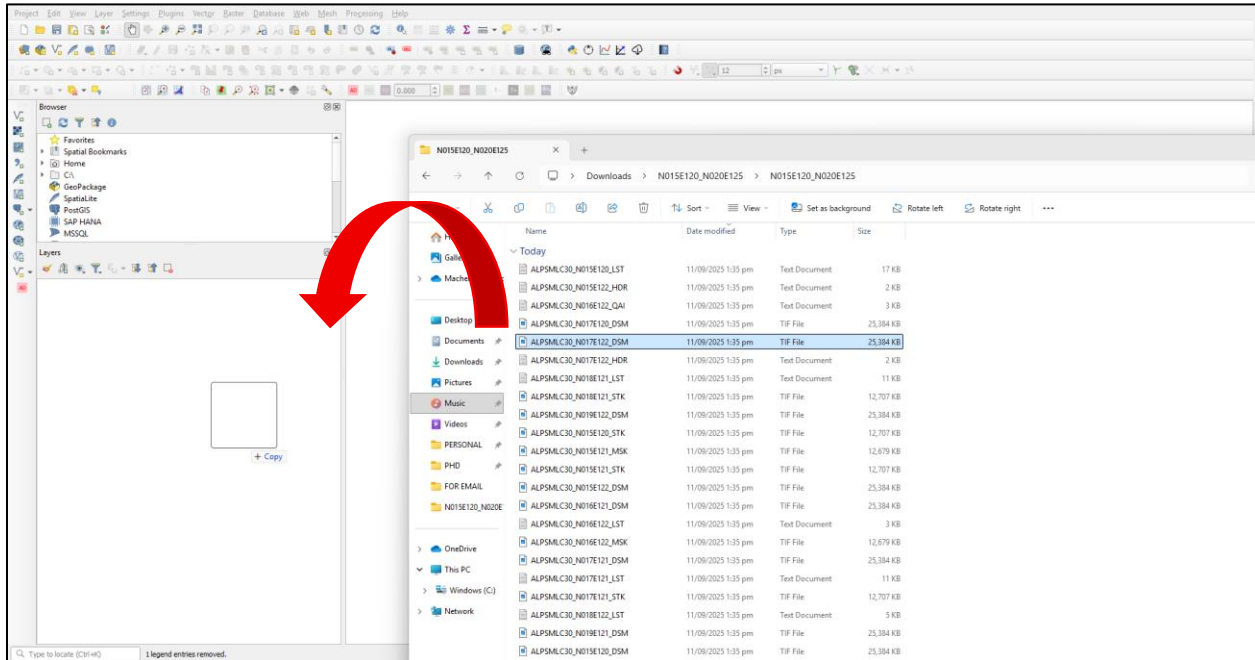 Project Edit View Layer Settings Plugins Vector Raster Database Web Mesh Processing Help
12 px
0.000
Browser
Favorites
Spatial Bookmarks
Home
C:\
GeoPackage
SpatiaLite
PostGIS
SAP HANA
MSSQL
Layers
+ Copy
Type to locate (Ctrl+K) 1 legend entries removed.
N015E120_N020E125
Downloads > N015E120_N020E125 > N015E120_N020E125
Sort View Set as background Rotate left Rotate right
Name Date modified Type Size
Today
ALPSMLC30_N015E120_LST 11/09/2025 1:35 pm Text Document 17 KB
ALPSMLC30_N015E122_HDR 11/09/2025 1:35 pm Text Document 2 KB
ALPSMLC30_N016E122_QAI 11/09/2025 1:35 pm Text Document 3 KB
ALPSMLC30_N017E120_DSM 11/09/2025 1:35 pm TIF File 25,384 KB
ALPSMLC30_N017E122_DSM 11/09/2025 1:35 pm TIF File 25,384 KB
ALPSMLC30_N017E122_HDR 11/09/2025 1:35 pm Text Document 2 KB
ALPSMLC30_N018E121_LST 11/09/2025 1:35 pm Text Document 11 KB
ALPSMLC30_N018E121_STK 11/09/2025 1:35 pm TIF File 12,707 KB
ALPSMLC30_N019E122_DSM 11/09/2025 1:35 pm TIF File 25,384 KB
ALPSMLC30_N015E120_STK 11/09/2025 1:35 pm TIF File 12,707 KB
ALPSMLC30_N015E121_MSK 11/09/2025 1:35 pm TIF File 12,679 KB
ALPSMLC30_N015E121_STK 11/09/2025 1:35 pm TIF File 12,707 KB
ALPSMLC30_N015E122_DSM 11/09/2025 1:35 pm TIF File 25,384 KB
ALPSMLC30_N016E121_DSM 11/09/2025 1:35 pm TIF File 25,384 KB
ALPSMLC30_N016E122_LST 11/09/2025 1:35 pm Text Document 3 KB
ALPSMLC30_N016E122_MSK 11/09/2025 1:35 pm TIF File 12,679 KB
ALPSMLC30_N017E121_DSM 11/09/2025 1:35 pm TIF File 25,384 KB
ALPSMLC30_N017E121_LST 11/09/2025 1:35 pm Text Document 11 KB
ALPSMLC30_N017E121_STK 11/09/2025 1:35 pm TIF File 12,707 KB
ALPSMLC30_N018E122_LST 11/09/2025 1:35 pm Text Document 5 KB
ALPSMLC30_N019E121_DSM 11/09/2025 1:35 pm TIF File 25,384 KB
ALPSMLC30_N015E120_DSM 11/09/2025 1:35 pm TIF File 25,384 KB
Desktop
Documents
Downloads
Pictures
Music
Videos
PERSONAL
PHD
FOR EMAIL
N015E120_N020E
OneDrive
This PC
Windows (C:)
Network